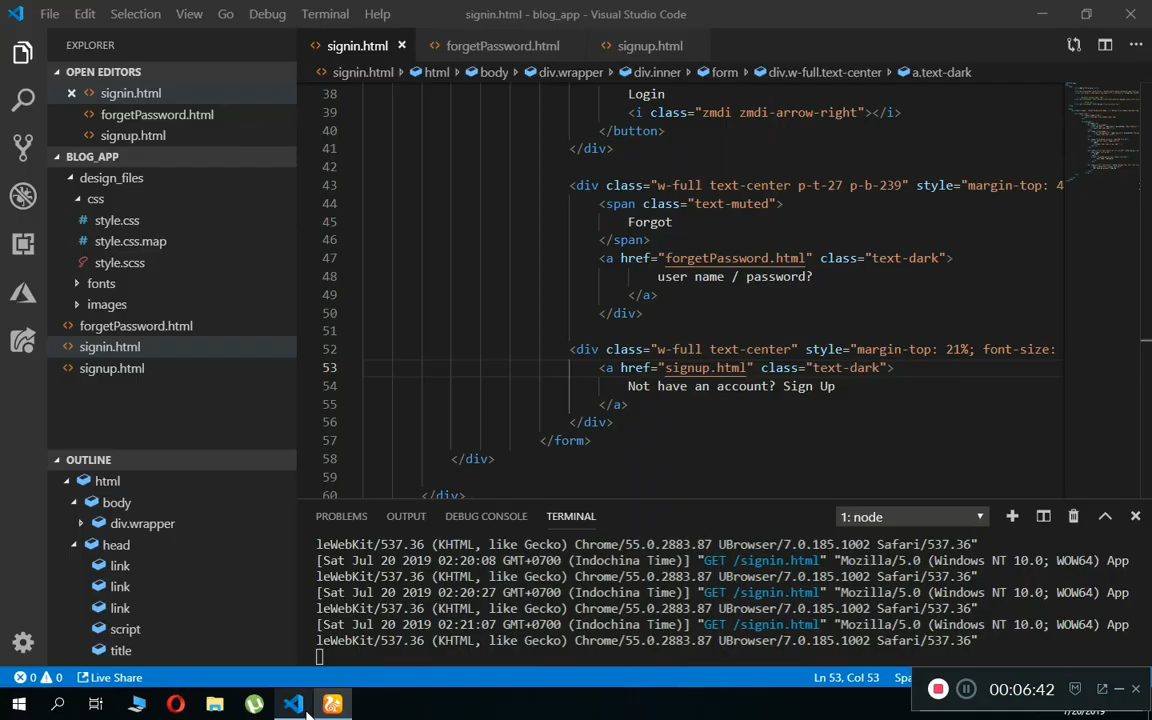 File Edit Selection View Go Debug Terminal Help signin.html - blog_app - Visual Studio Code
EXPLORER
OPEN EDITORS
signin.html
forgetPassword.html
signup.html
BLOG_APP
design_files
css
style.css
style.css.map
style.scss
fonts
images
forgetPassword.html
signin.html
signup.html
OUTLINE
html
body
div.wrapper
head
link
link
link
script
title
signin.html forgetPassword.html signup.html
signin.html html body div.wrapper div.inner form div.w-full.text-center a.text-dark
38 Login
39 <i class="zmdi zmdi-arrow-right"></i>
40 </button>
41 </div>
42
43 <div class="w-full text-center p-t-27 p-b-239" style="margin-top: 4
44 <span class="text-muted">
45 Forgot
46 </span>
47 <a href="forgetPassword.html" class="text-dark">
48 user name / password?
49 </a>
50 </div>
51
52 <div class="w-full text-center" style="margin-top: 21%; font-size:
53 <a href="signup.html" class="text-dark">
54 Not have an account? Sign Up
55 </a>
56 </div>
57 </form>
58 </div>
59
60 </div>
PROBLEMS OUTPUT DEBUG CONSOLE TERMINAL 1: node
leWebKit/537.36 (KHTML, like Gecko) Chrome/55.0.2883.87 UBrowser/7.0.185.1002 Safari/537.36"
[Sat Jul 20 2019 02:20:08 GMT+0700 (Indochina Time)] "GET /signin.html" "Mozilla/5.0 (Windows NT 10.0; WOW64) App
leWebKit/537.36 (KHTML, like Gecko) Chrome/55.0.2883.87 UBrowser/7.0.185.1002 Safari/537.36"
[Sat Jul 20 2019 02:20:27 GMT+0700 (Indochina Time)] "GET /signin.html" "Mozilla/5.0 (Windows NT 10.0; WOW64) App
leWebKit/537.36 (KHTML, like Gecko) Chrome/55.0.2883.87 UBrowser/7.0.185.1002 Safari/537.36"
[Sat Jul 20 2019 02:21:07 GMT+0700 (Indochina Time)] "GET /signin.html" "Mozilla/5.0 (Windows NT 10.0; WOW64) App
leWebKit/537.36 (KHTML, like Gecko) Chrome/55.0.2883.87 UBrowser/7.0.185.1002 Safari/537.36"
0 0 Live Share Ln 53, Col 53 Spa
00:06:42